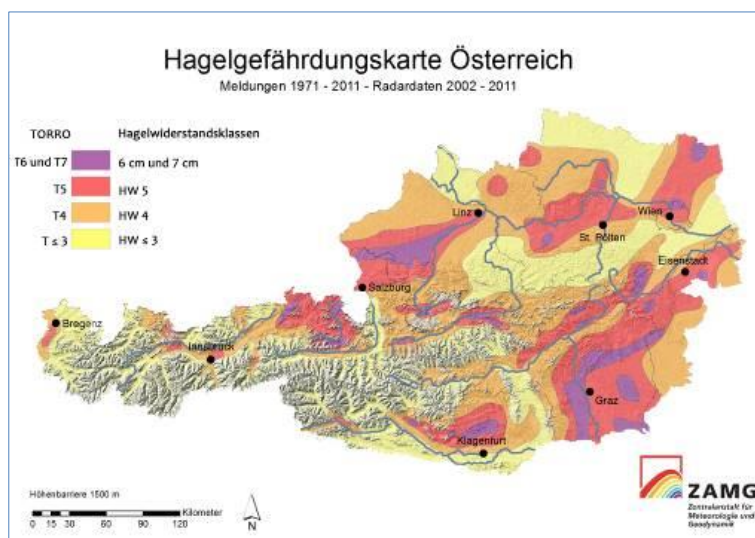 Hagelgefährdungskarte Österreich
Meldungen 1971 - 2011 - Radardaten 2002 - 2011
TORRO Hagelwiderstandsklassen
T6 und T7 6 cm und 7 cm
T5 HW 5
T4 HW 4
T ≤ 3 HW ≤ 3
Linz
Wien
St. Pölten
Eisenstadt
Salzburg
Bregenz
Innsbruck
Graz
Klagenfurt
Höhenbarriere 1500 m
Kilometer
0 15 30 60 90 120
N
ZAMG
Zentralanstalt für
Meteorologie und
Geodynamik